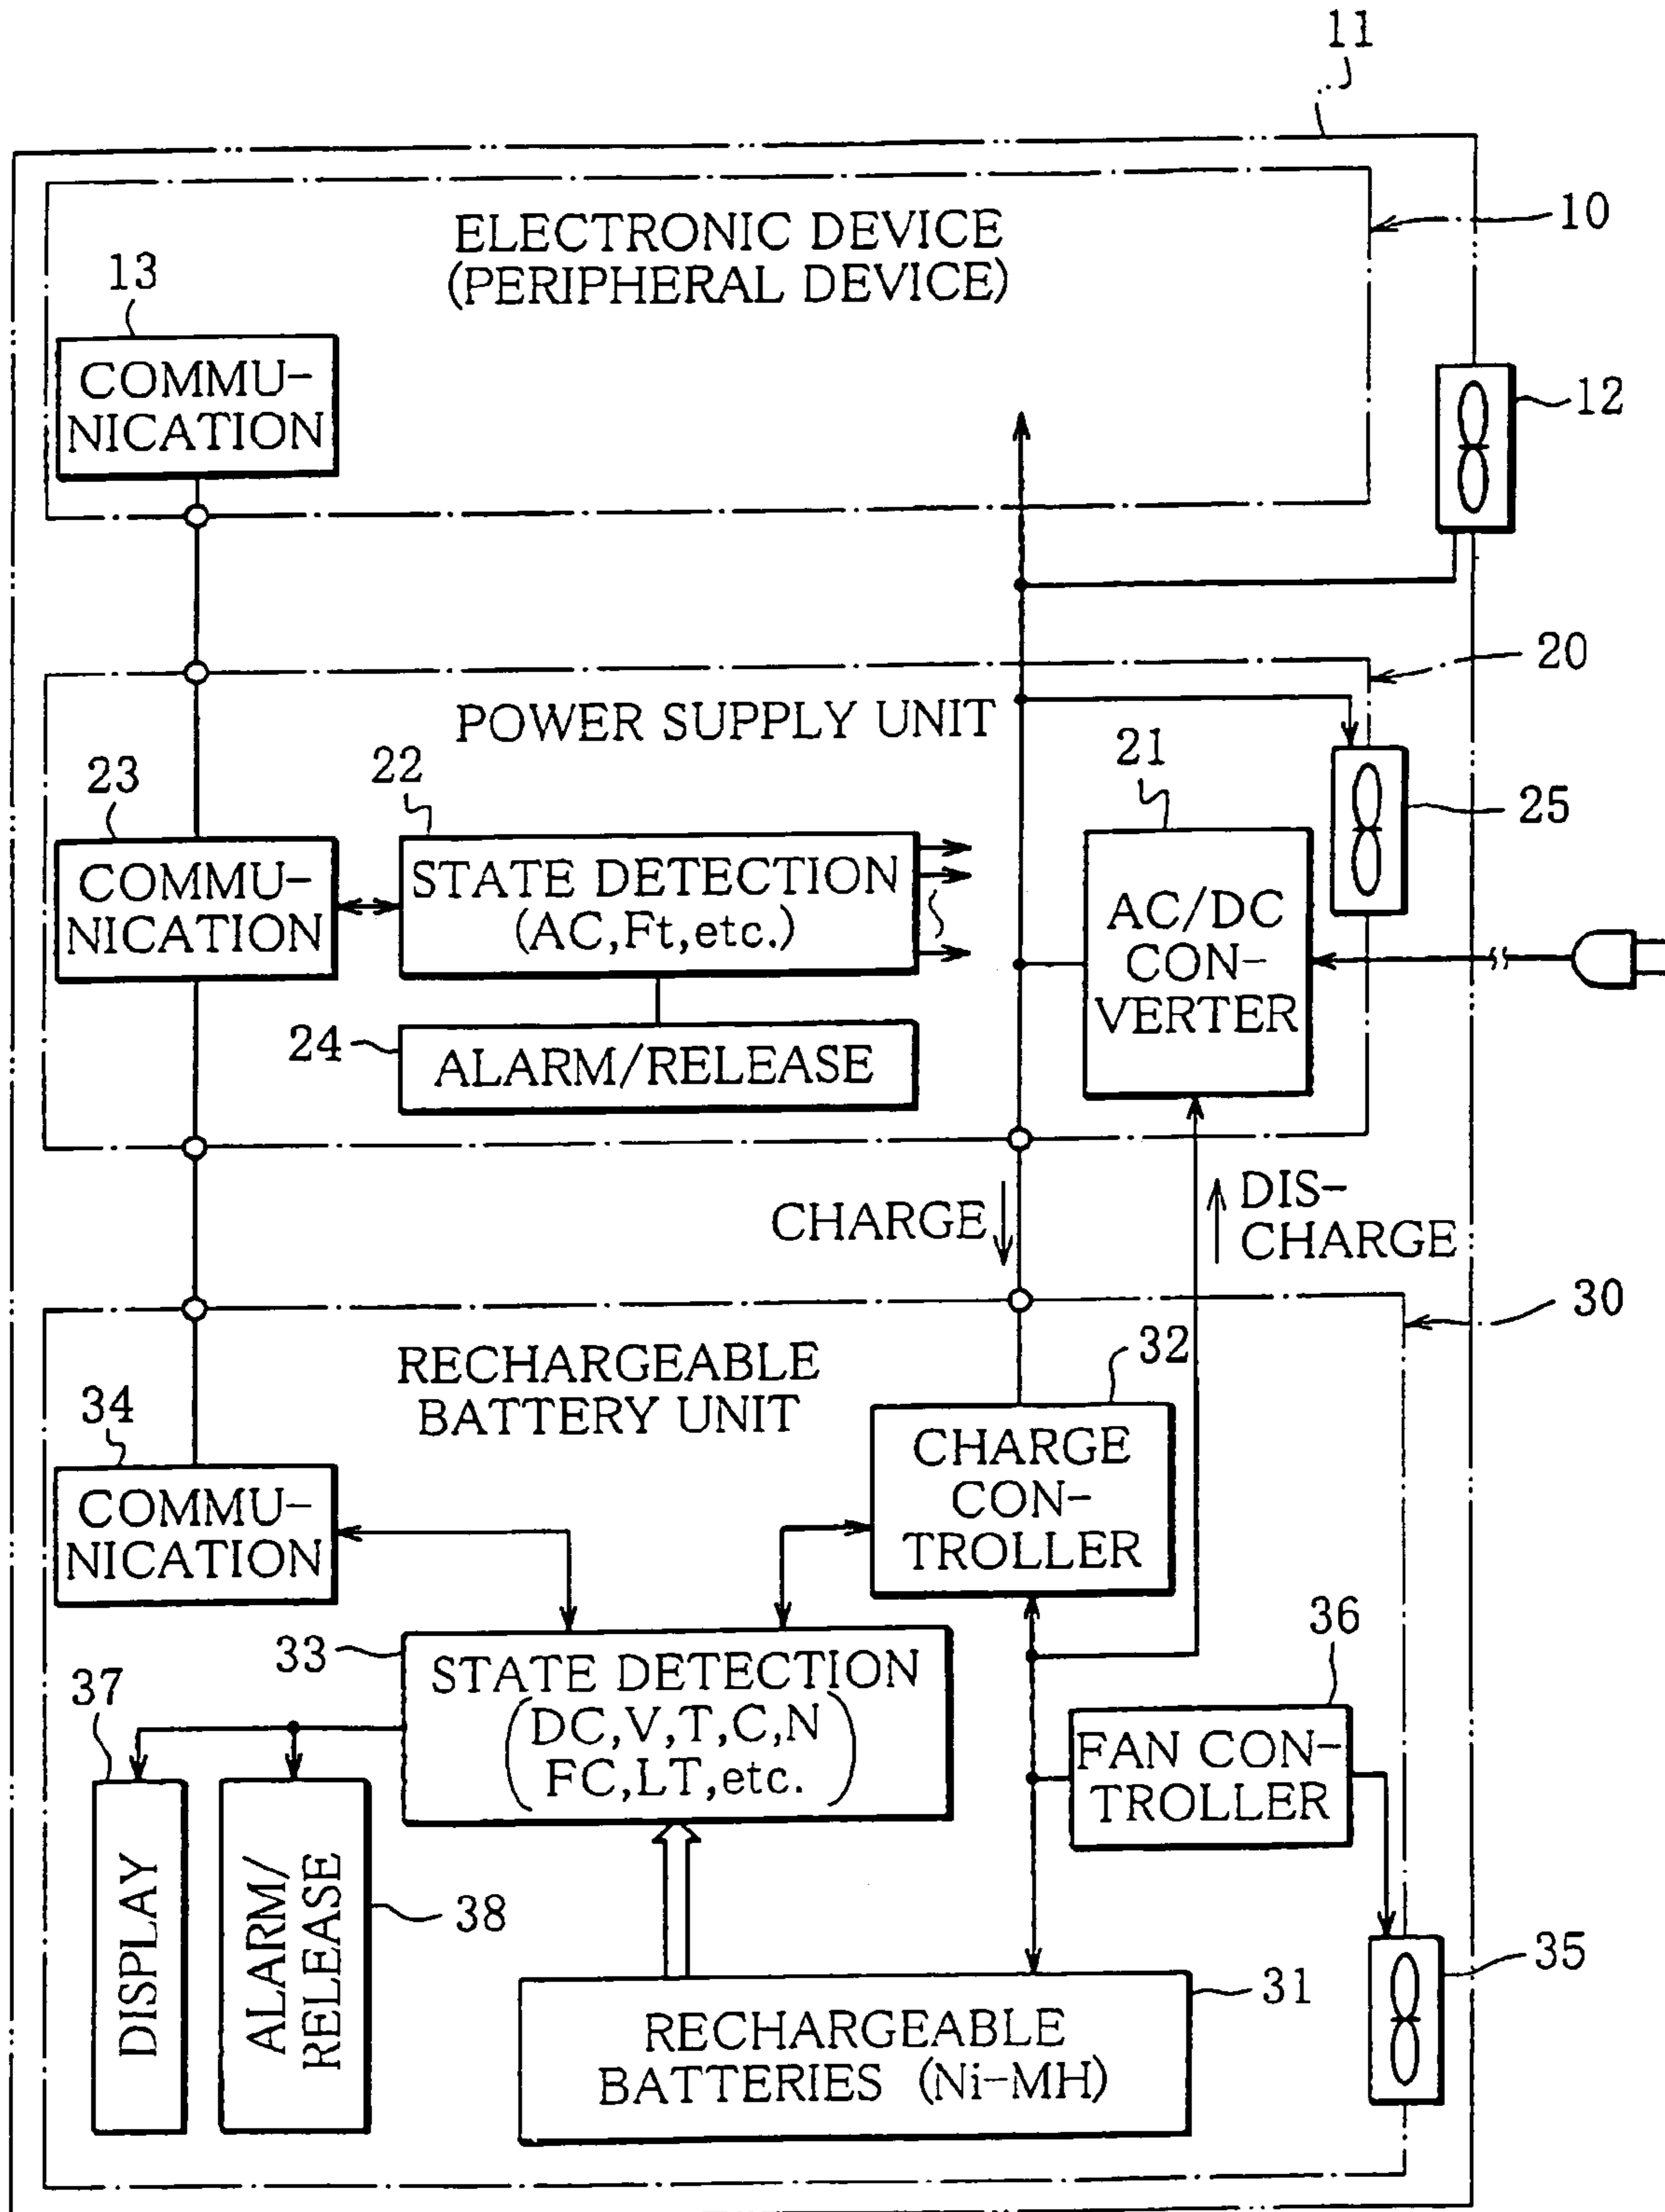 11
10
ELECTRONIC DEVICE
(PERIPHERAL DEVICE)
13
COMMU-
NICATION
12
20
POWER SUPPLY UNIT
23
22
21
25
COMMU-
NICATION
STATE DETECTION
(AC,Ft,etc.)
AC/DC
CON-
VERTER
24
ALARM/RELEASE
CHARGE
DIS-
CHARGE
30
RECHARGEABLE
BATTERY UNIT
32
34
COMMU-
NICATION
CHARGE
CON-
TROLLER
33
STATE DETECTION
(DC,V,T,C,N
FC,LT,etc.)
36
FAN CON-
TROLLER
37
DISPLAY
ALARM/
RELEASE
38
35
31
RECHARGEABLE
BATTERIES (Ni-MH)